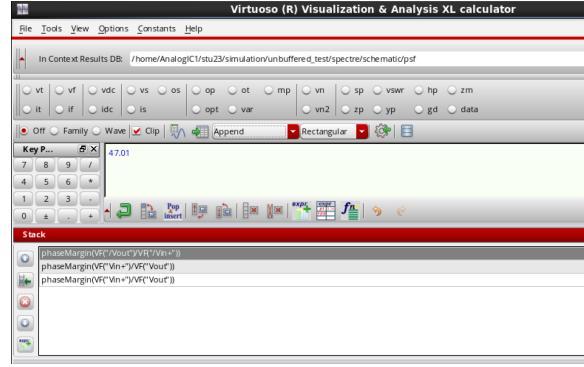 Virtuoso (R) Visualization & Analysis XL calculator
File Tools View Options Constants Help
In Context Results DB: /home/AnalogIC1/stu23/simulation/unbuffered_test/spectre/schematic/psf
vt vf vdc vs os op ot mp vn sp vswr hp zm
it if idc is opt var vn2 zp yp gd data
Off Family Wave Clip Append Rectangular
Key P...
47.01
7 8 9 /
4 5 6 *
1 2 3 -
0 ± . +
Pop insert expr expr fn
Stack
phaseMargin(VF("/Vout")/VF("/Vin+"))
phaseMargin(VF("Vin+")/VF("Vout"))
phaseMargin(VF("Vin+")/VF("Vout"))
expr